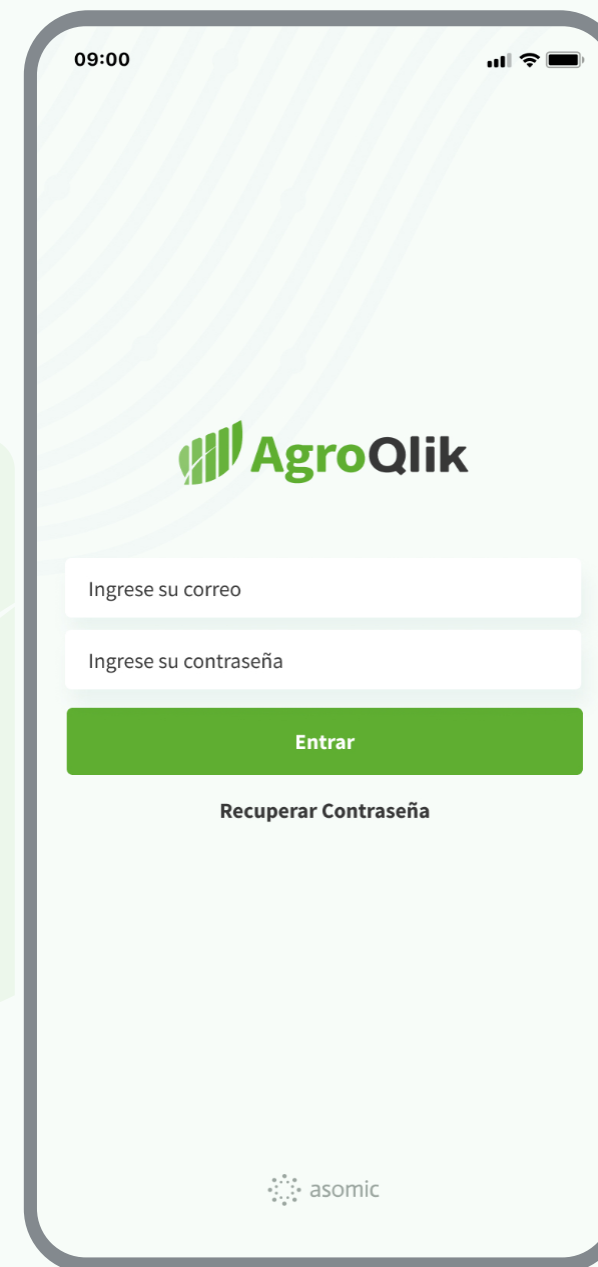 09:00
AgroQlik
Ingrese su correo
Ingrese su contraseña
Entrar
Recuperar Contraseña
asomic